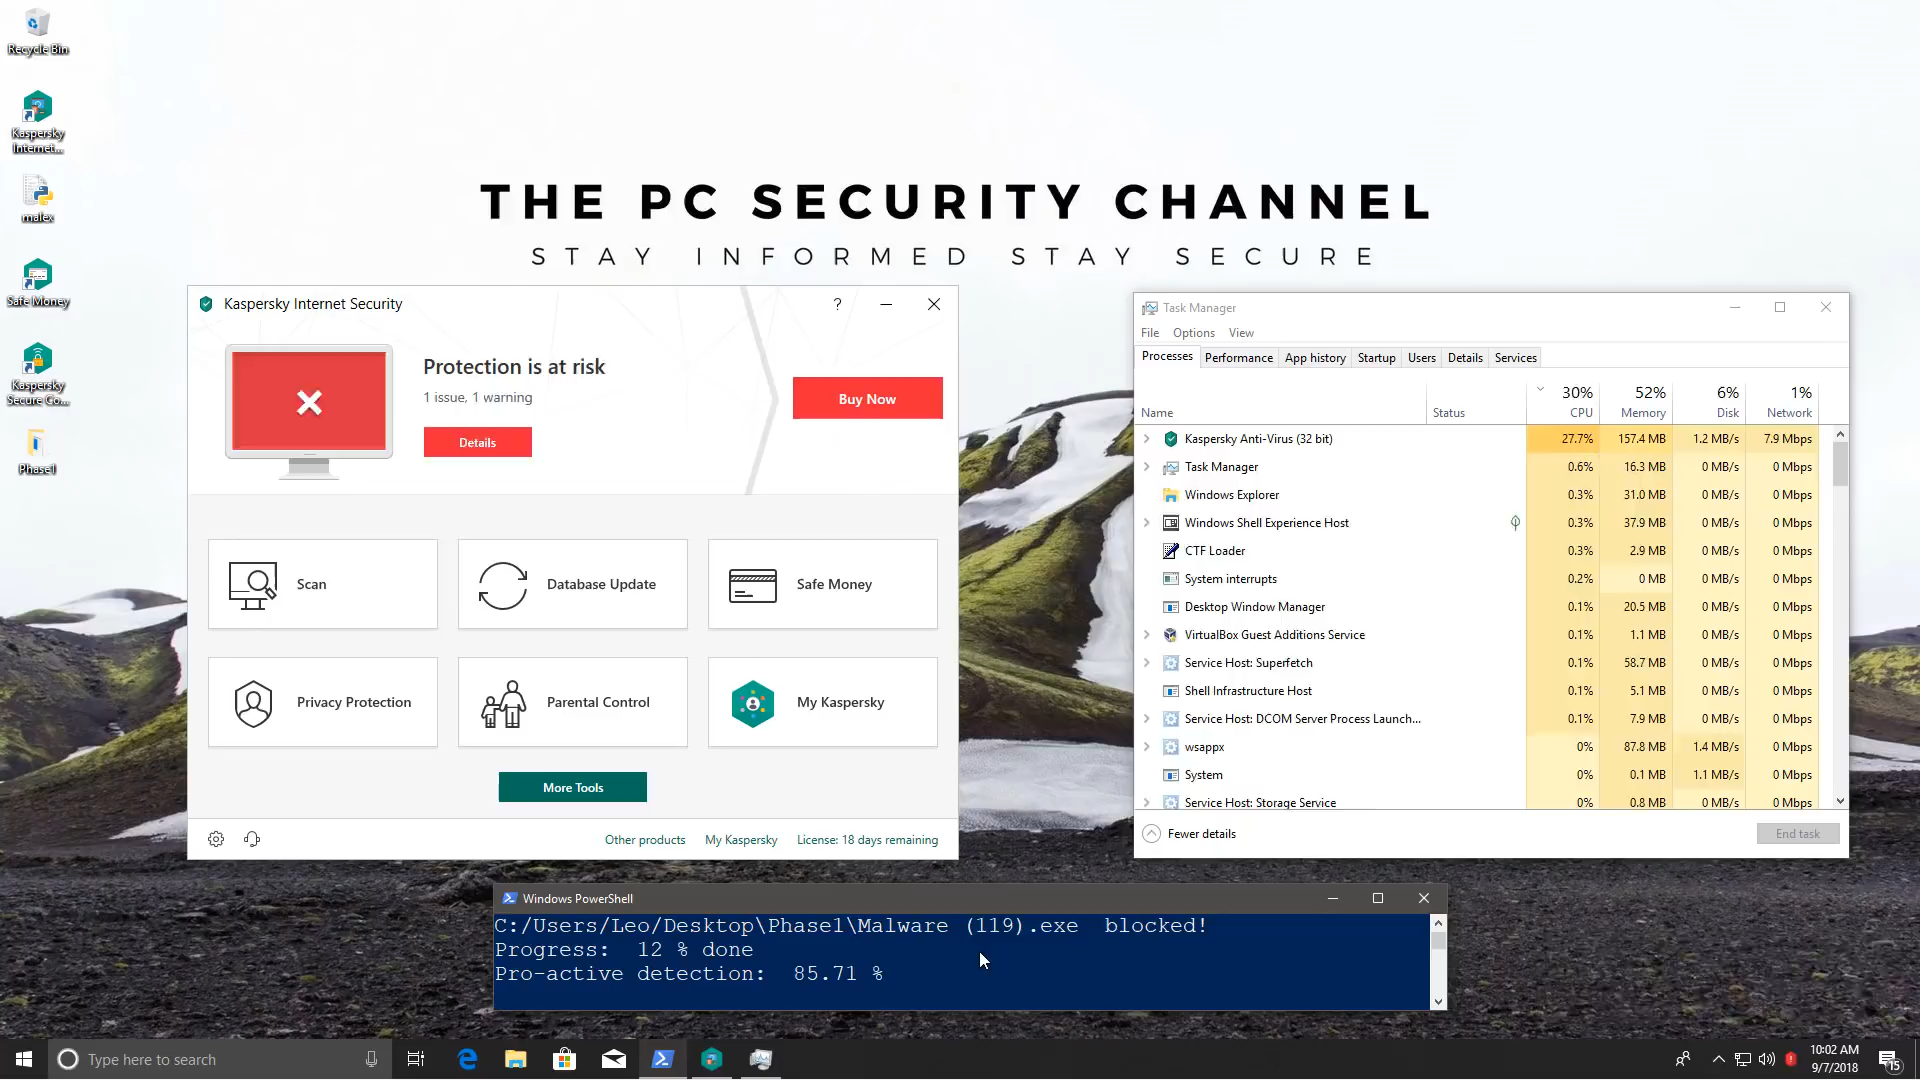 Recycle Bin
Kaspersky
Internet...
malex
Safe Money
Kaspersky
Secure Co...
Phase1
THE PC SECURITY CHANNEL
STAY INFORMED STAY SECURE
Kaspersky Internet Security
?
Protection is at risk
1 issue, 1 warning
Details
Buy Now
Scan
Database Update
Safe Money
Privacy Protection
Parental Control
My Kaspersky
More Tools
Other products My Kaspersky License: 18 days remaining
Task Manager
File Options View
Processes Performance App history Startup Users Details Services
30% 52% 6% 1%
Name Status CPU Memory Disk Network
Kaspersky Anti-Virus (32 bit) 27.7% 157.4 MB 1.2 MB/s 7.9 Mbps
Task Manager 0.6% 16.3 MB 0 MB/s 0 Mbps
Windows Explorer 0.3% 31.0 MB 0 MB/s 0 Mbps
Windows Shell Experience Host 0.3% 37.9 MB 0 MB/s 0 Mbps
CTF Loader 0.3% 2.9 MB 0 MB/s 0 Mbps
System interrupts 0.2% 0 MB 0 MB/s 0 Mbps
Desktop Window Manager 0.1% 20.5 MB 0 MB/s 0 Mbps
VirtualBox Guest Additions Service 0.1% 1.1 MB 0 MB/s 0 Mbps
Service Host: Superfetch 0.1% 58.7 MB 0 MB/s 0 Mbps
Shell Infrastructure Host 0.1% 5.1 MB 0 MB/s 0 Mbps
Service Host: DCOM Server Process Launch... 0.1% 7.9 MB 0 MB/s 0 Mbps
wsappx 0% 87.8 MB 1.4 MB/s 0 Mbps
System 0% 0.1 MB 1.1 MB/s 0 Mbps
Service Host: Storage Service 0% 0.8 MB 0 MB/s 0 Mbps
Fewer details End task
Windows PowerShell
C:/Users/Leo/Desktop\Phase1\Malware (119).exe  blocked!
Progress:  12 % done
Pro-active detection:  85.71 %
Type here to search
10:02 AM
9/7/2018
15